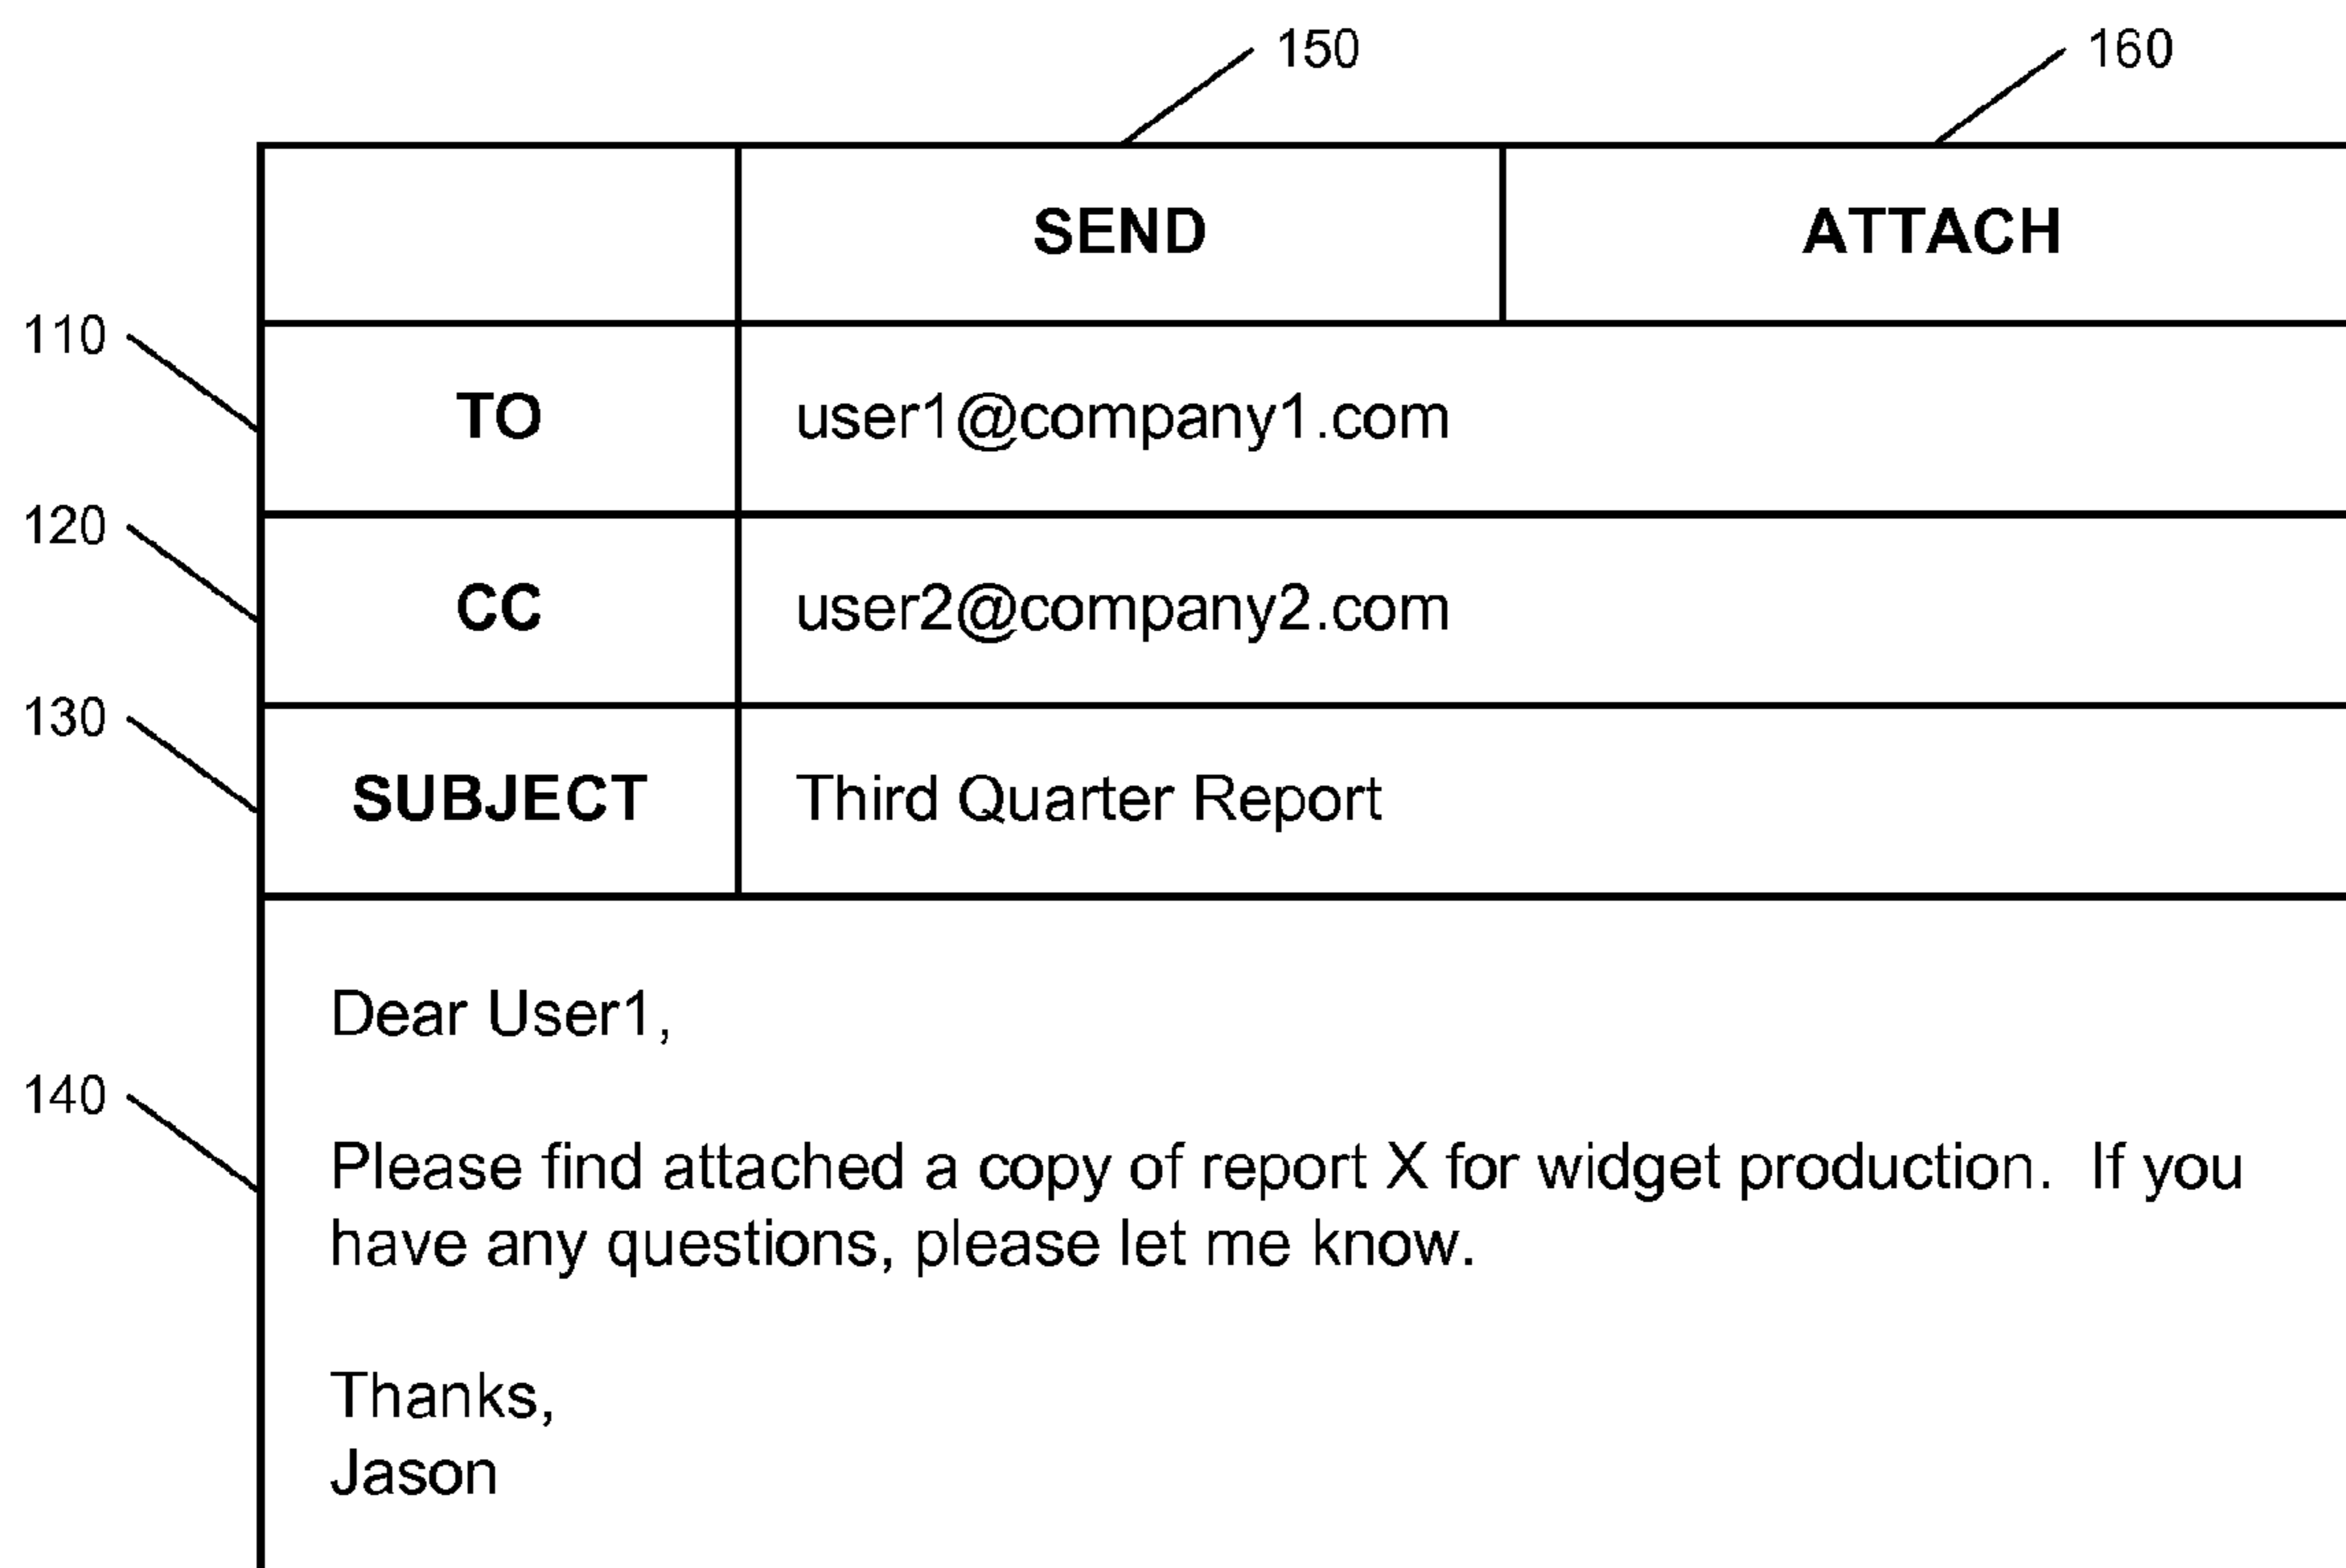 150 160
SEND ATTACH
110
TO user1@company1.com
120
CC user2@company2.com
130
SUBJECT Third Quarter Report
Dear User1,
140
Please find attached a copy of report X for widget production.  If you
have any questions, please let me know.
Thanks,
Jason